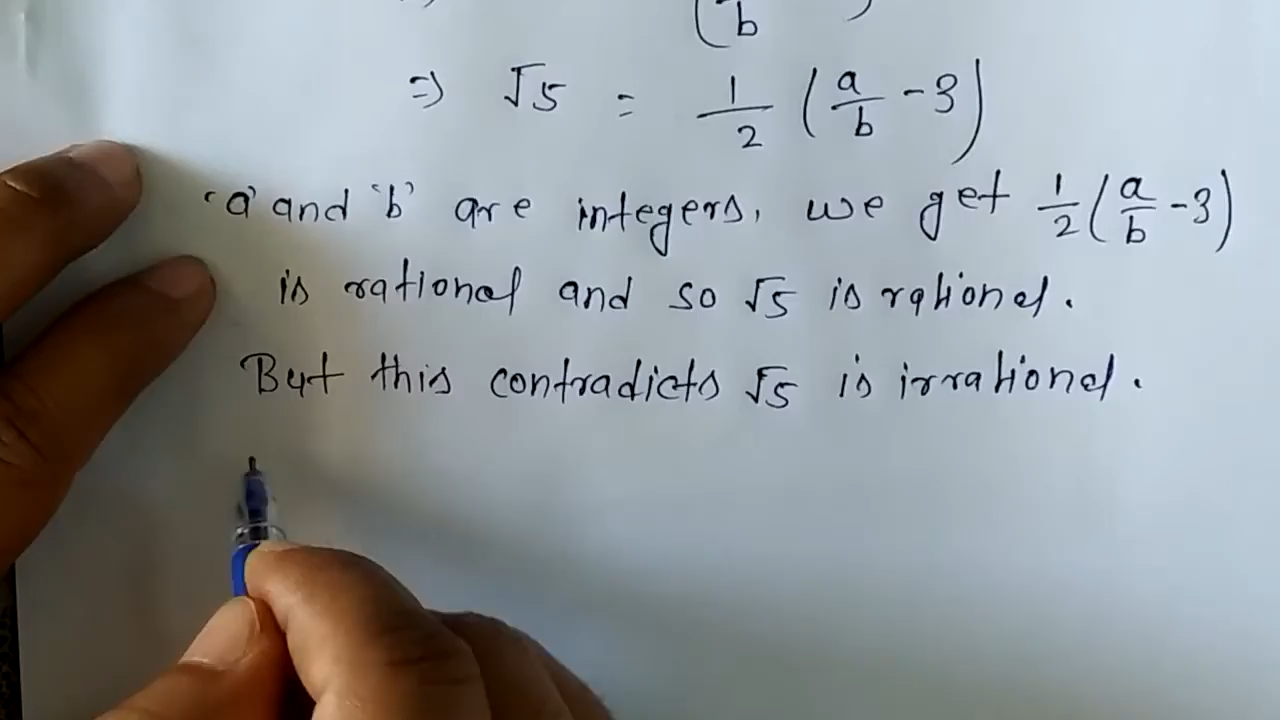 ⇒ ( b )
⇒ √5 = 1/2 (a/b - 3)
'a' and 'b' are integers, we get 1/2 (a/b - 3)
is rational and so √5 is rational.
But this contradicts √5 is irrational.